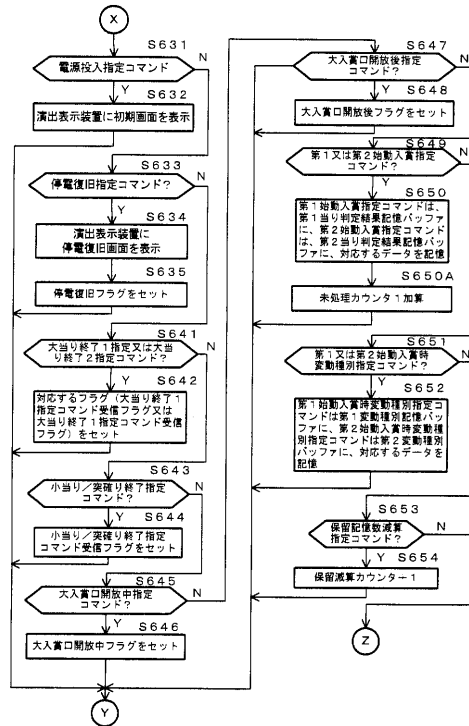 X
S631
電源投入指定コマンド?
N
Y
S632
演出表示装置に初期画面を表示
S633
停電復旧指定コマンド?
N
Y
S634
演出表示装置に
停電復旧画面を表示
S635
停電復旧フラグをセット
S641
大当り終了1指定又は大当
り終了2指定コマンド?
N
Y
S642
対応するフラグ(大当り終了1
指定コマンド受信フラグ又は
大当り終了1指定コマンド受信
フラグ)をセット
S643
小当り/突確り終了指定
コマンド?
N
Y
S644
小当り/突確り終了指定
コマンド受信フラグをセット
S645
大入賞口開放中指定
コマンド?
N
Y
S646
大入賞口開放中フラグをセット
Y
S647
大入賞口開放後指定
コマンド?
N
Y
S648
大入賞口開放後フラグをセット
S649
第1又は第2始動入賞指定
コマンド?
N
Y
S650
第1始動入賞指定コマンドは、
第1当り判定結果記憶バッファ
に、第2始動入賞指定コマンド
は、第2当り判定結果記憶バッ
ファに、対応するデータを記憶
S650A
未処理カウンタ1加算
S651
第1又は第2始動入賞時
変動種別指定コマンド?
N
Y
S652
第1始動入賞時変動種別指定コ
マンドは第1変動種別記憶バッ
ファに、第2始動入賞時変動種
別指定コマンドは第2変動種別
バッファに、対応するデータを
記憶
S653
保留記憶数減算
指定コマンド?
N
Y
S654
保留減算カウンタ+1
Z